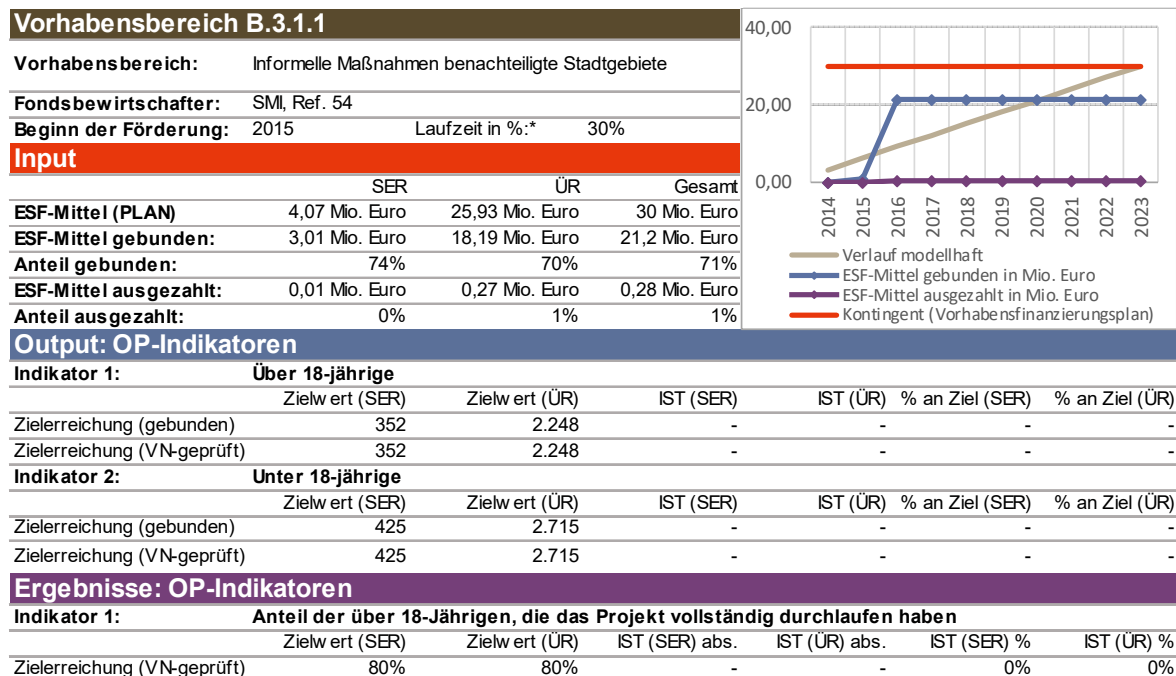 Vorhabensbereich B.3.1.1
Vorhabensbereich: Informelle Maßnahmen benachteiligte Stadtgebiete
Fondsbewirtschafter: SMI, Ref. 54
Beginn der Förderung: 2015 Laufzeit in %:* 30%
Input
SER ÜR Gesamt
ESF-Mittel (PLAN) 4,07 Mio. Euro 25,93 Mio. Euro 30 Mio. Euro
ESF-Mittel gebunden: 3,01 Mio. Euro 18,19 Mio. Euro 21,2 Mio. Euro
Anteil gebunden: 74% 70% 71%
ESF-Mittel ausgezahlt: 0,01 Mio. Euro 0,27 Mio. Euro 0,28 Mio. Euro
Anteil ausgezahlt: 0% 1% 1%
40,00
20,00
0,00
2014 2015 2016 2017 2018 2019 2020 2021 2022 2023
Verlauf modellhaft
ESF-Mittel gebunden in Mio. Euro
ESF-Mittel ausgezahlt in Mio. Euro
Kontingent (Vorhabensfinanzierungsplan)
Output: OP-Indikatoren
Indikator 1: Über 18-jährige
Zielwert (SER) Zielwert (ÜR) IST (SER) IST (ÜR) % an Ziel (SER) % an Ziel (ÜR)
Zielerreichung (gebunden) 352 2.248 - - - -
Zielerreichung (VN-geprüft) 352 2.248 - - - -
Indikator 2: Unter 18-jährige
Zielwert (SER) Zielwert (ÜR) IST (SER) IST (ÜR) % an Ziel (SER) % an Ziel (ÜR)
Zielerreichung (gebunden) 425 2.715 - - - -
Zielerreichung (VN-geprüft) 425 2.715 - - - -
Ergebnisse: OP-Indikatoren
Indikator 1: Anteil der über 18-Jährigen, die das Projekt vollständig durchlaufen haben
Zielwert (SER) Zielwert (ÜR) IST (SER) abs. IST (ÜR) abs. IST (SER) % IST (ÜR) %
Zielerreichung (VN-geprüft) 80% 80% - - 0% 0%